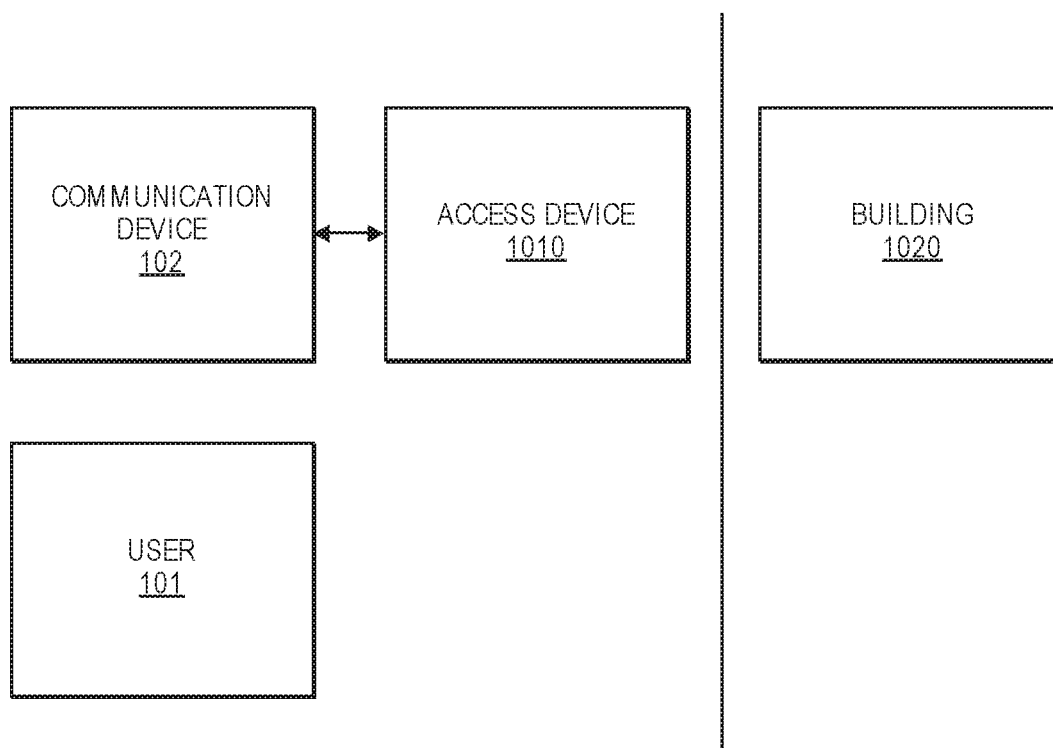 COMMUNICATION
DEVICE
102
ACCESS DEVICE
1010
BUILDING
1020
USER
101